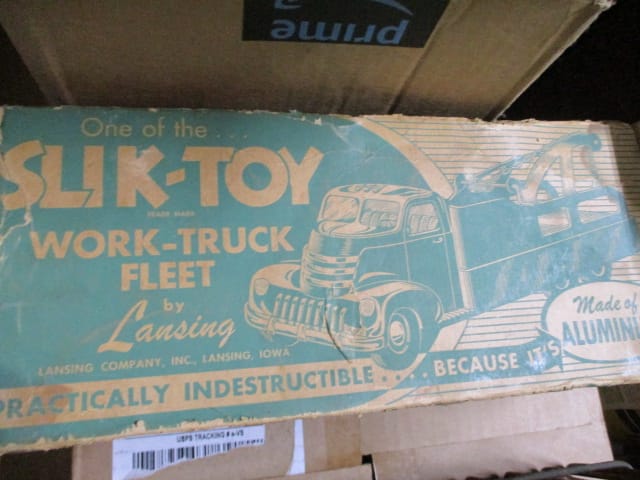 prime
One of the ...
SLIK-TOY
TRADE MARK
WORK-TRUCK
FLEET
by
Lansing
LANSING COMPANY, INC., LANSING, IOWA
Made of
ALUMIN
PRACTICALLY INDESTRUCTIBLE .... BECAUSE IT'S
USPS TRACKING #